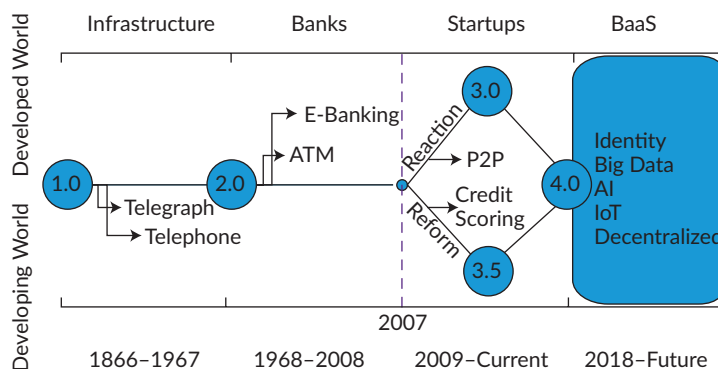 Infrastructure
Banks
Startups
BaaS
Developed World
Developing World
1.0
Telegraph
Telephone
2.0
E-Banking
ATM
Reaction
Reform
3.0
P2P
Credit
Scoring
3.5
4.0
Identity
Big Data
AI
IoT
Decentralized
2007
1866–1967
1968–2008
2009–Current
2018–Future